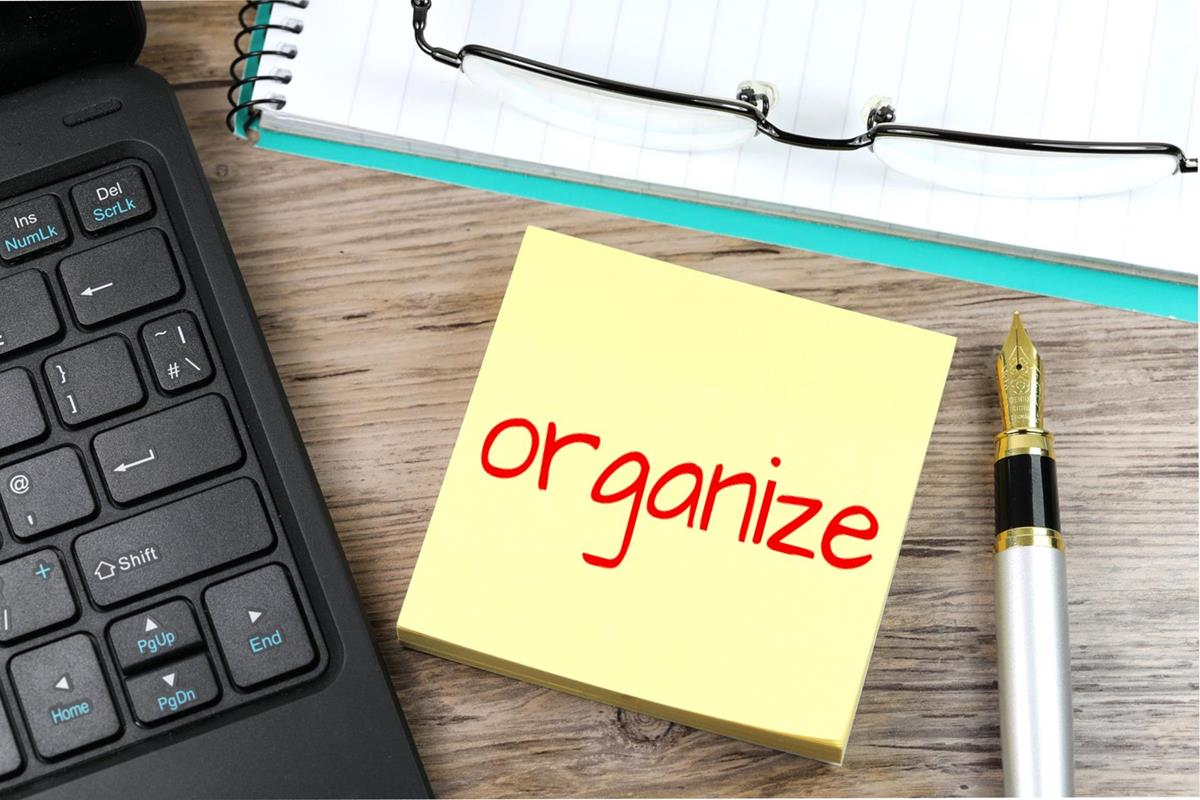 Del
ScrLk
Ins
NumLk
←
~ |
# \
}
]
@
'
Shift
+
/
PgUp
End
Home
PgDn
organize